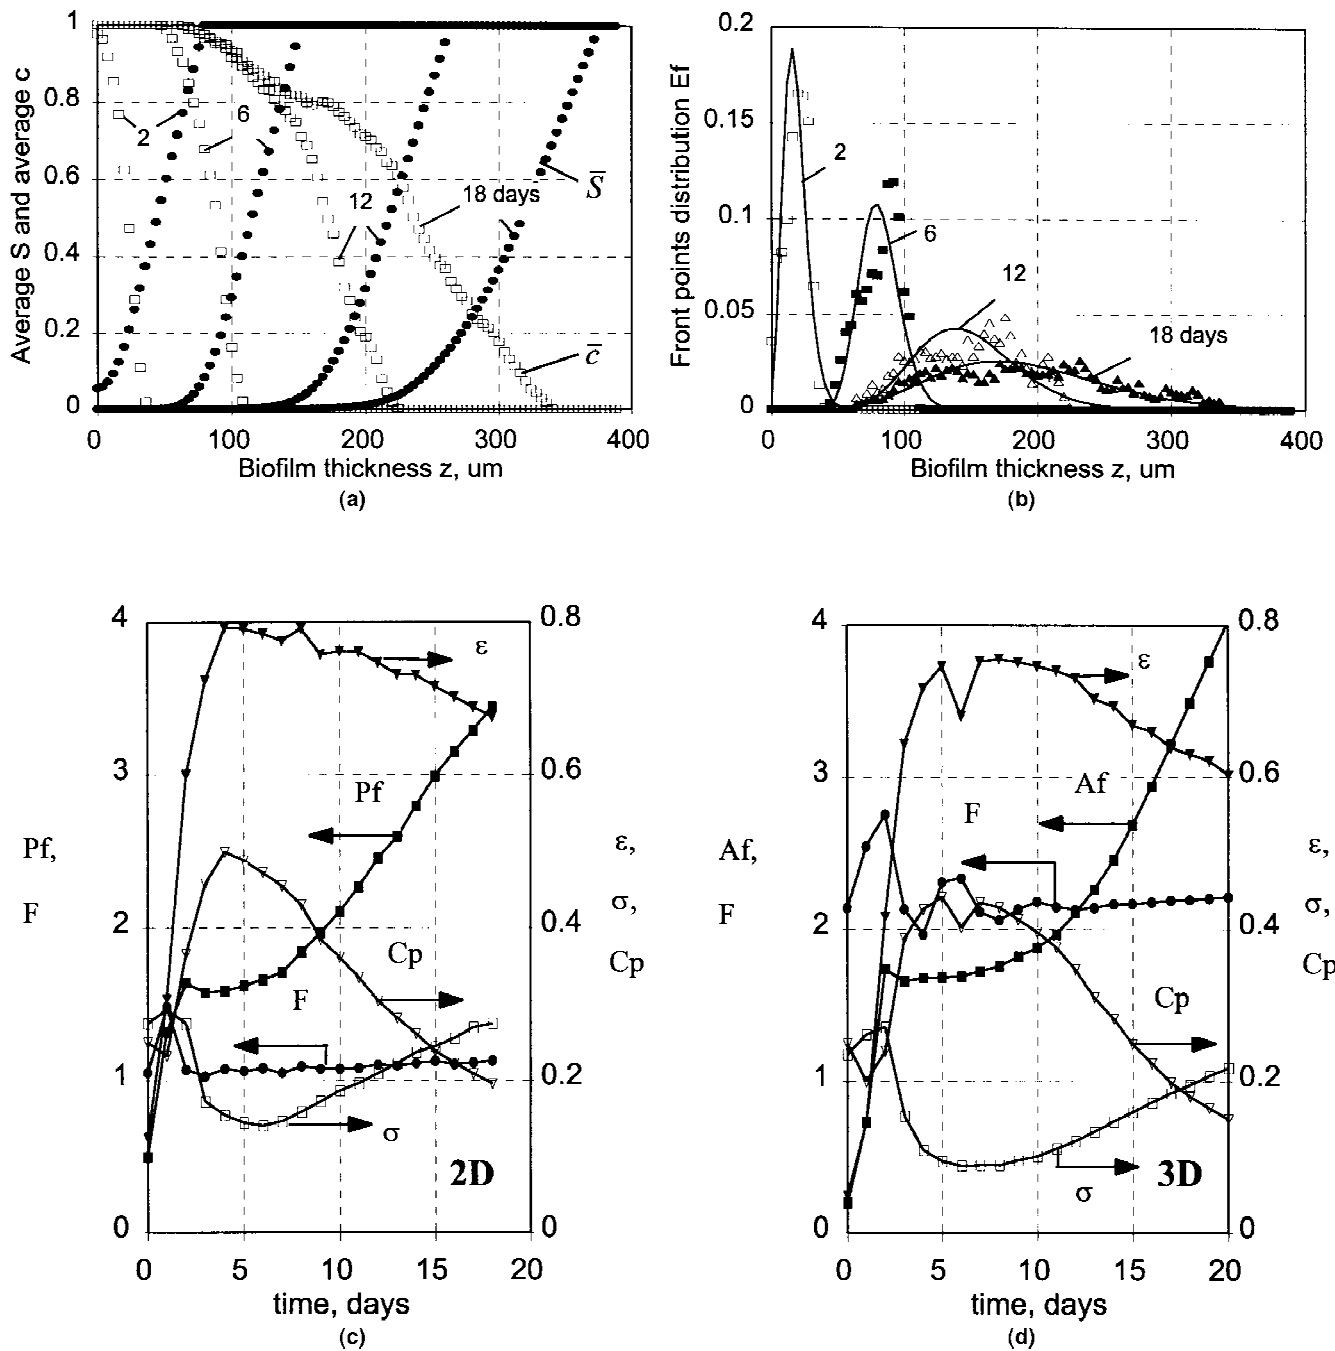 Average S and average c
1
0.8
0.6
0.4
0.2
0
2
6
12
18 days
S̅
c̅
0
100
200
300
400
Biofilm thickness z, um
(a)
Front points distribution Ef
0.2
0.15
0.1
0.05
0
2
6
12
18 days
0
100
200
300
400
Biofilm thickness z, um
(b)
Pf,
F
4
3
2
1
0
ε
Pf
Cp
F
σ
2D
0.8
0.6
0.4
0.2
0
ε,
σ,
Cp
0
5
10
15
20
time, days
(c)
Af,
F
4
3
2
1
0
ε
Af
F
Cp
3D
σ
0.8
0.6
0.4
0.2
0
ε,
σ,
Cp
0
5
10
15
20
time, days
(d)